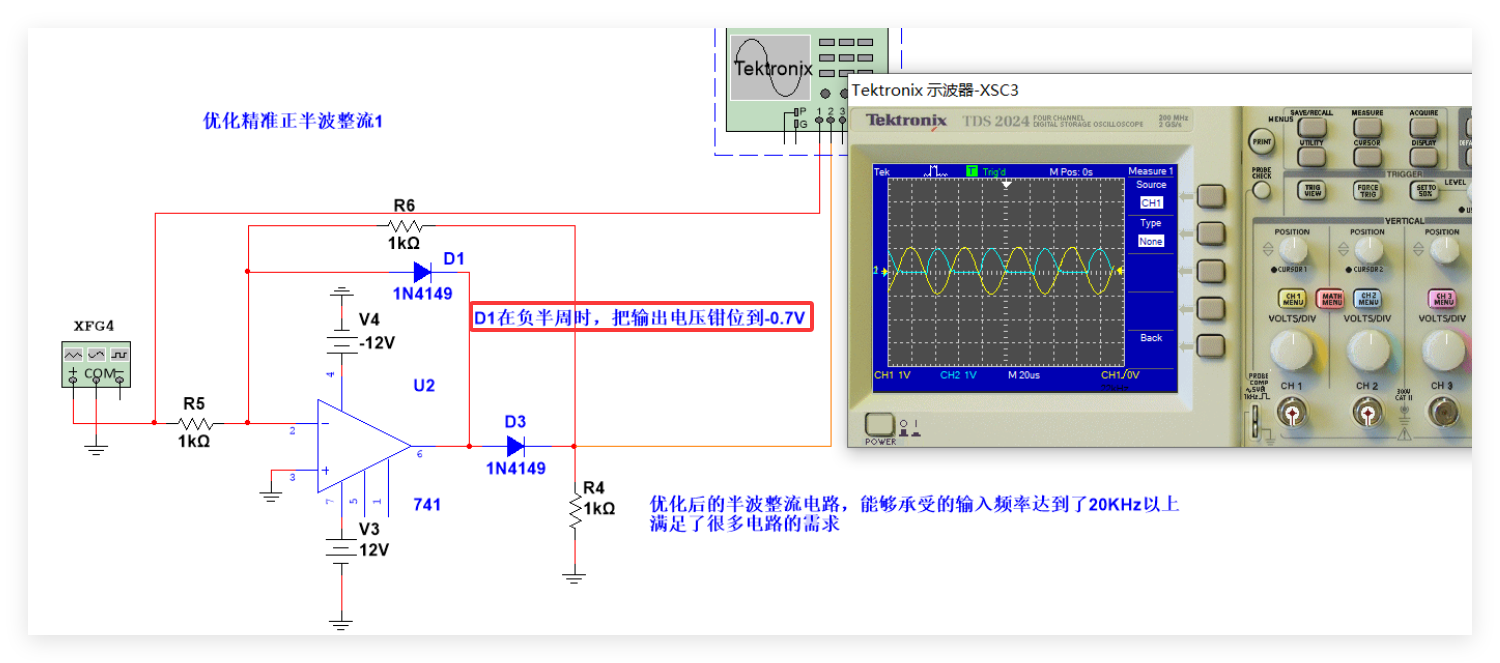 优化精准正半波整流1
Tektronix
P
G
1 2 3
R6
1kΩ
D1
1N4149
D1在负半周时，把输出电压钳位到-0.7V
XFG4
+ COM −
V4
-12V
4
U2
R5
1kΩ
2
3
6
7
5
1
741
D3
1N4149
V3
12V
R4
1kΩ
优化后的半波整流电路，能够承受的输入频率达到了20KHz以上
满足了很多电路的需求
Tektronix 示波器-XSC3
Tektronix TDS 2024 FOUR CHANNEL
DIGITAL STORAGE OSCILLOSCOPE
200 MHz
2 GS/s
Tek
T Trig'd
M Pos: 0s
Measure 1
Source
CH1
Type
None
Back
2
CH1 1V
CH2 1V
M 20us
CH1 / 0V
POWER
MENUS
SAVE/RECALL
MEASURE
ACQUIRE
PRINT
UTILITY
CURSOR
DISPLAY
PROBE
CHECK
TRIGGER
TRIG
VIEW
FORCE
TRIG
SET TO
50%
LEVEL
VERTICAL
POSITION
POSITION
POSITION
CURSOR 1
CURSOR 2
CH 1
MENU
MATH
MENU
CH 2
MENU
CH 3
MENU
VOLTS/DIV
VOLTS/DIV
VOLTS/DIV
PROBE
COMP
~5V
1kHz
CH 1
CH 2
CH 3
300V
CAT II